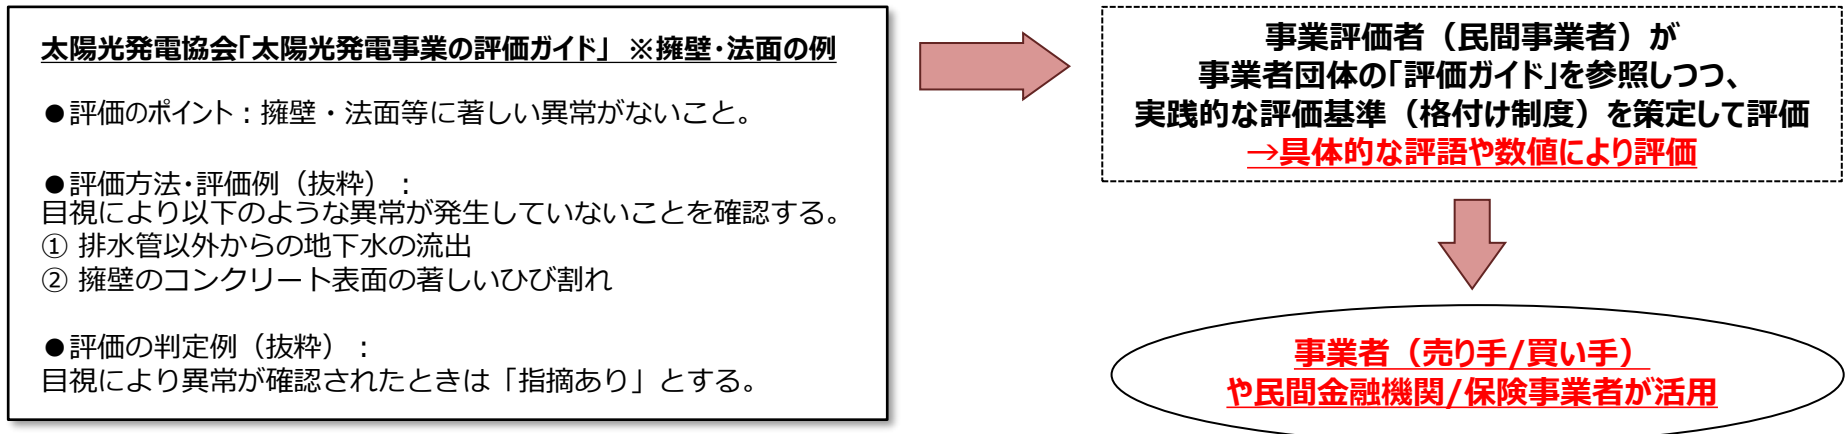 太陽光発電協会「太陽光発電事業の評価ガイド」 ※擁壁・法面の例
●評価のポイント：擁壁・法面等に著しい異常がないこと。
●評価方法・評価例（抜粋）：
目視により以下のような異常が発生していないことを確認する。
① 排水管以外からの地下水の流出
② 擁壁のコンクリート表面の著しいひび割れ
●評価の判定例（抜粋）：
目視により異常が確認されたときは「指摘あり」とする。
事業評価者（民間事業者）が
事業者団体の「評価ガイド」を参照しつつ、
実践的な評価基準（格付け制度）を策定して評価
→具体的な評語や数値により評価
事業者（売り手/買い手）
や民間金融機関/保険事業者が活用